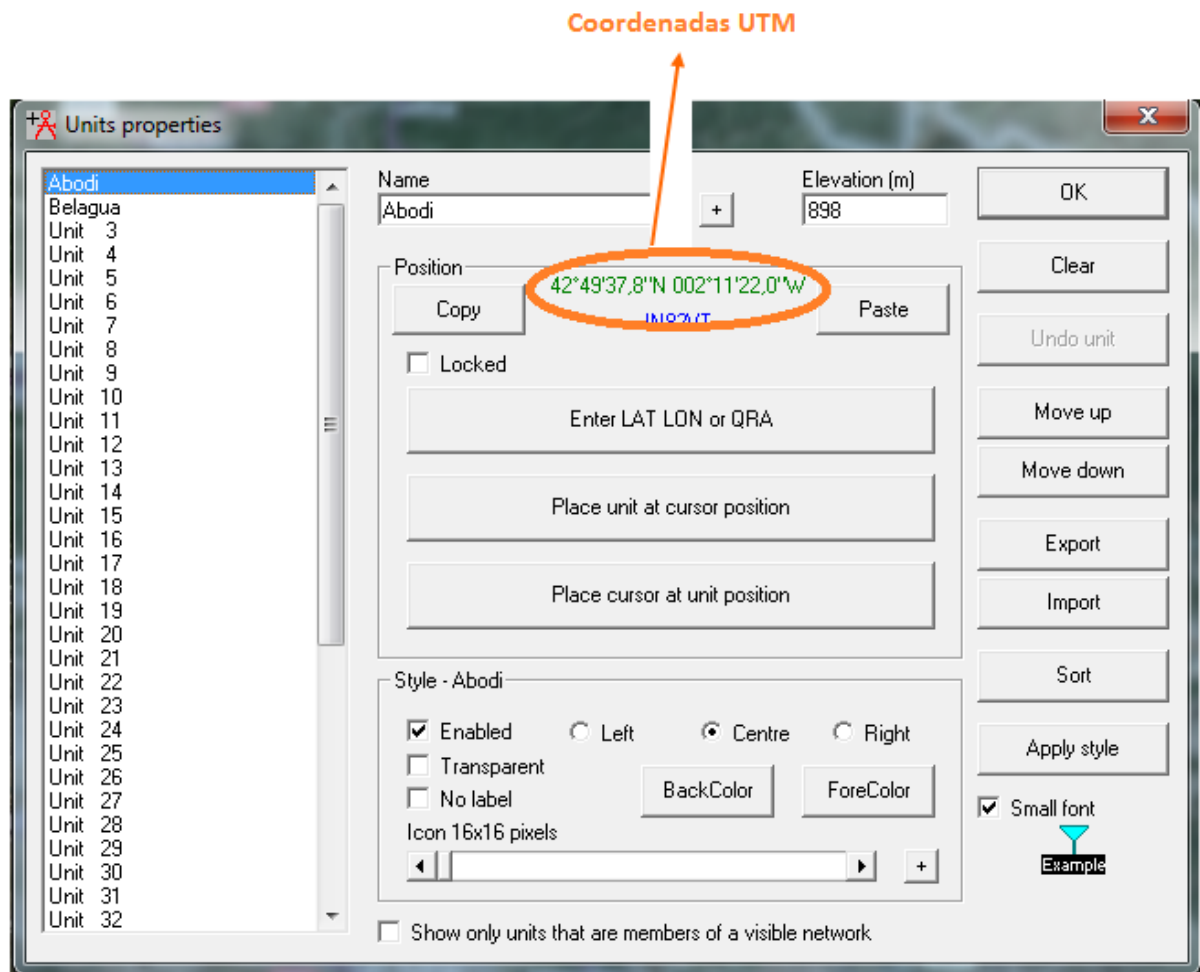 Coordenadas UTM
Units properties
Abodi
Belagua
Unit 3
Unit 4
Unit 5
Unit 6
Unit 7
Unit 8
Unit 9
Unit 10
Unit 11
Unit 12
Unit 13
Unit 14
Unit 15
Unit 16
Unit 17
Unit 18
Unit 19
Unit 20
Unit 21
Unit 22
Unit 23
Unit 24
Unit 25
Unit 26
Unit 27
Unit 28
Unit 29
Unit 30
Unit 31
Unit 32
Name
Abodi
+
Elevation (m)
898
Position
42°49'37,8"N 002°11'22,0"W
Copy
Paste
Locked
Enter LAT LON or QRA
Place unit at cursor position
Place cursor at unit position
Style - Abodi
Enabled
Left
Centre
Right
Transparent
No label
BackColor
ForeColor
Icon 16x16 pixels
+
Show only units that are members of a visible network
OK
Clear
Undo unit
Move up
Move down
Export
Import
Sort
Apply style
Small font
Example